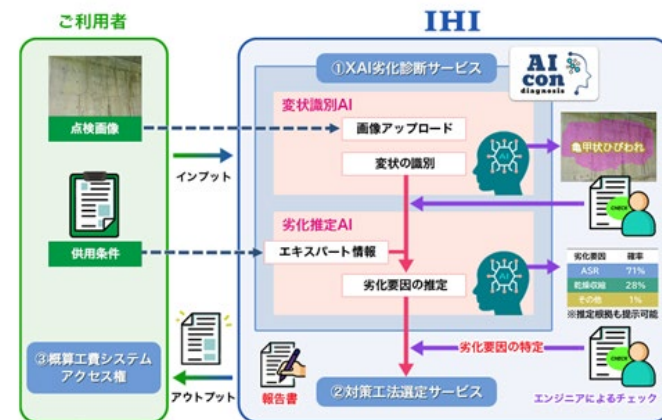 ご利用者
IHI
①XAI劣化診断サービス
AI
con
diagnosis
変状識別AI
点検画像
画像アップロード
変状の識別
AI
亀甲状ひびわれ
インプット
CHECK
劣化推定AI
供用条件
エキスパート情報
劣化要因の推定
AI
劣化要因 確率
ASR 71%
乾燥収縮 28%
その他 1%
※推定根拠も提示可能
劣化要因の特定
CHECK
③概算工費システム
アクセス権
アウトプット
報告書
②対策工法選定サービス
エンジニアによるチェック